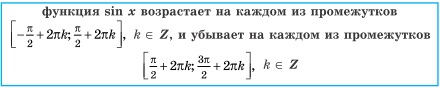 функция sin x возрастает на каждом из промежутков
[-π/2+2πk; π/2+2πk], k ∈ Z, и убывает на каждом из промежутков
[π/2+2πk; 3π/2+2πk], k ∈ Z